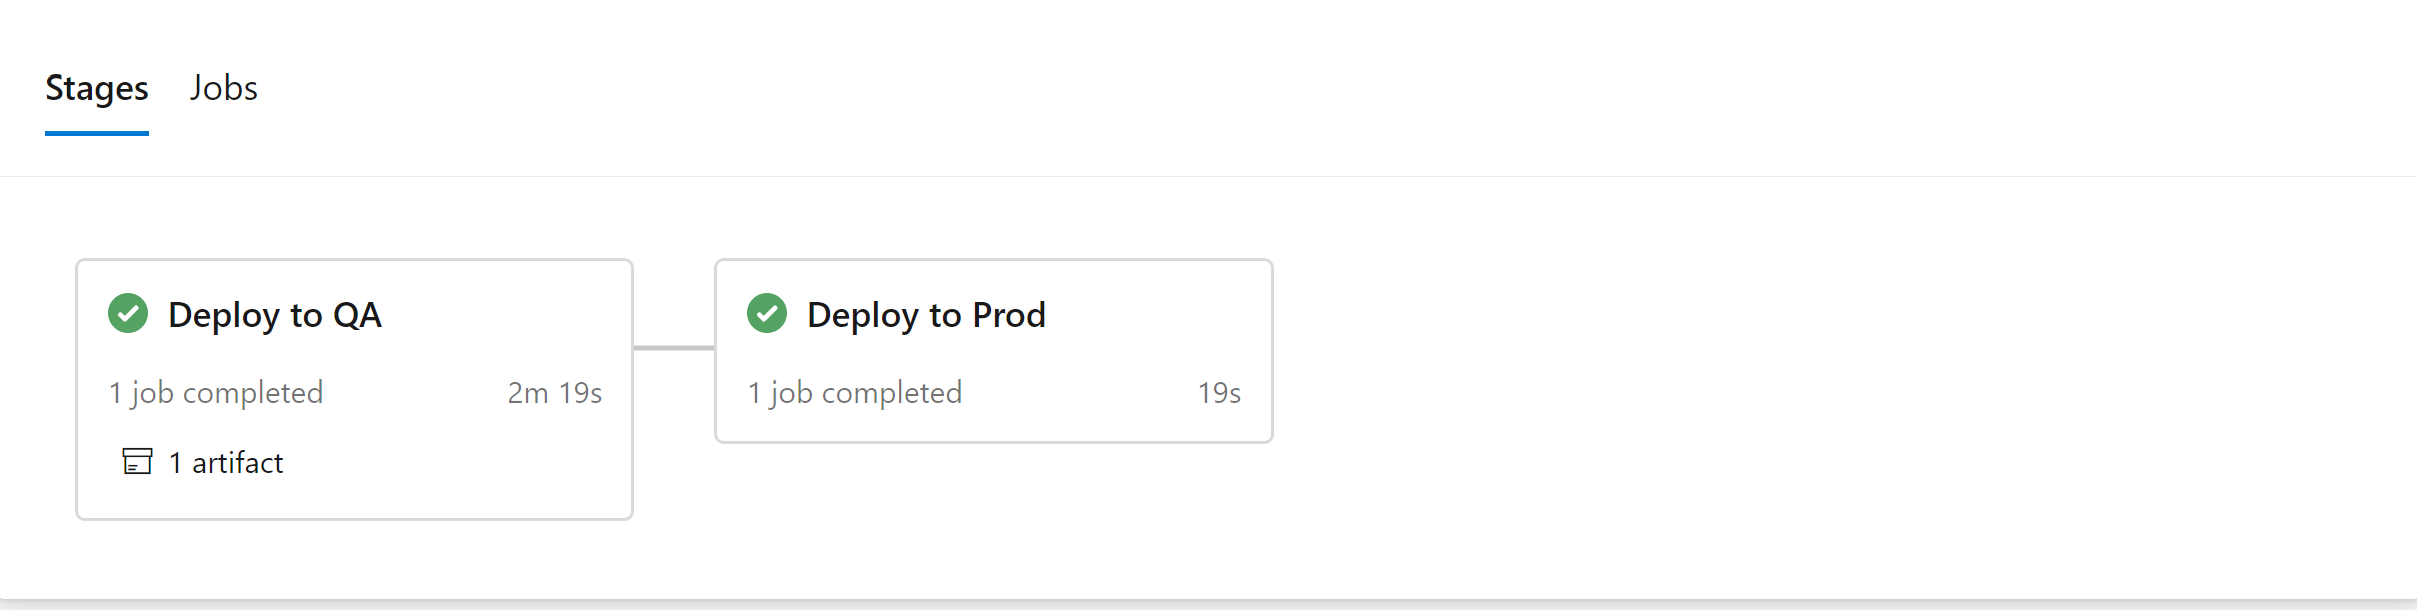 Stages Jobs
Deploy to QA
1 job completed 2m 19s
1 artifact
Deploy to Prod
1 job completed 19s